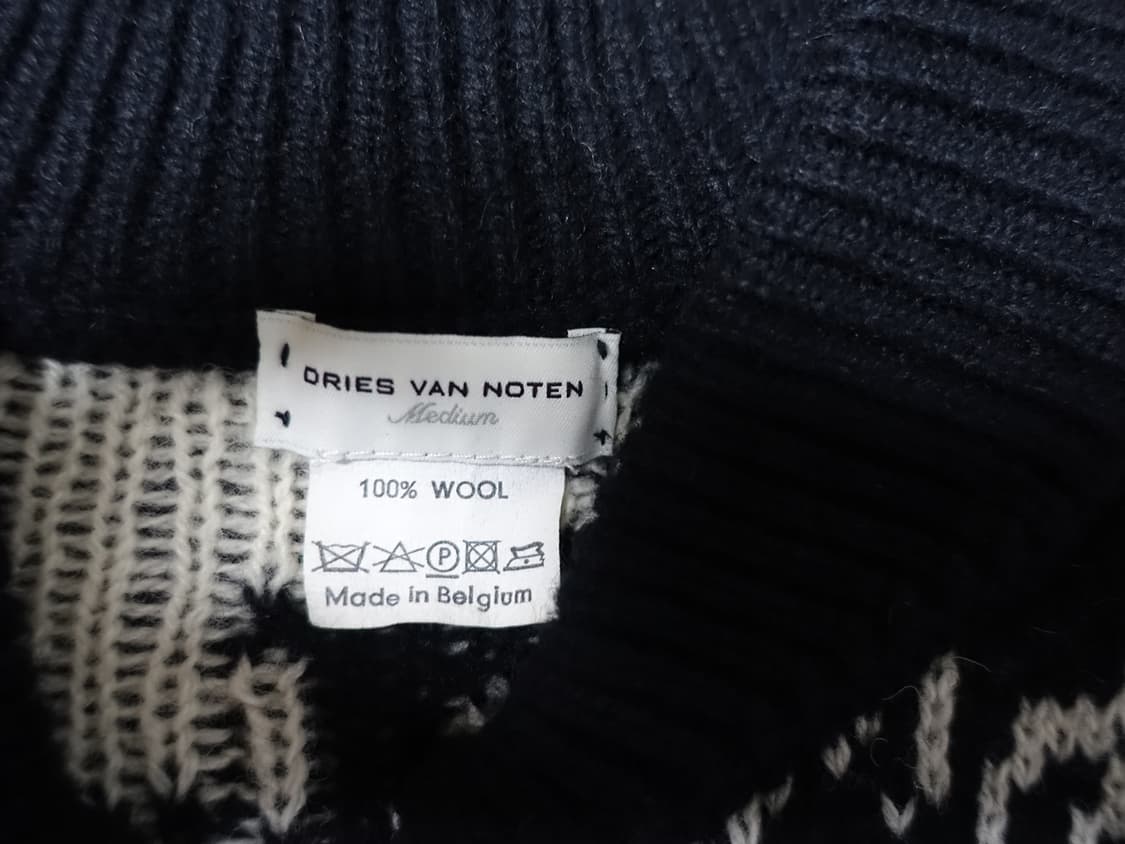 DRIES VAN NOTEN
Medium
100% WOOL
P
Made in Belgium